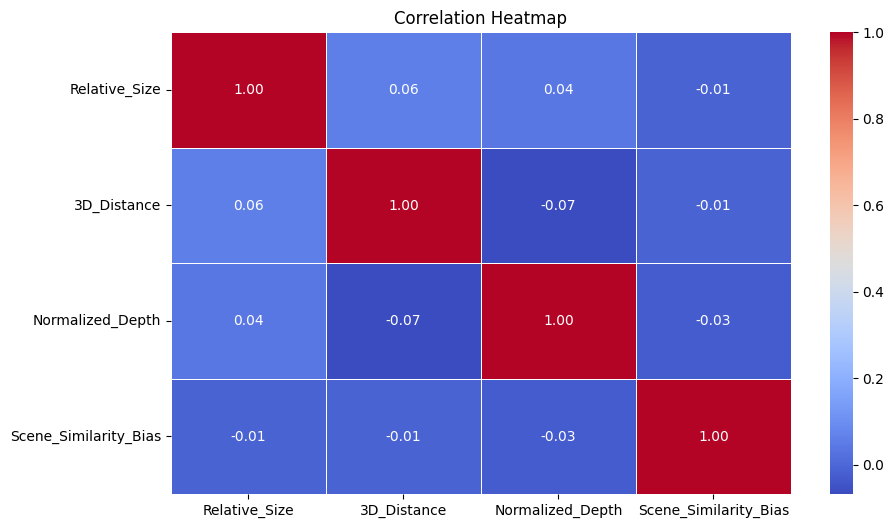 Correlation Heatmap
Relative_Size 1.00 0.06 0.04 -0.01
3D_Distance 0.06 1.00 -0.07 -0.01
Normalized_Depth 0.04 -0.07 1.00 -0.03
Scene_Similarity_Bias -0.01 -0.01 -0.03 1.00
Relative_Size 3D_Distance Normalized_Depth Scene_Similarity_Bias
1.0
0.8
0.6
0.4
0.2
0.0